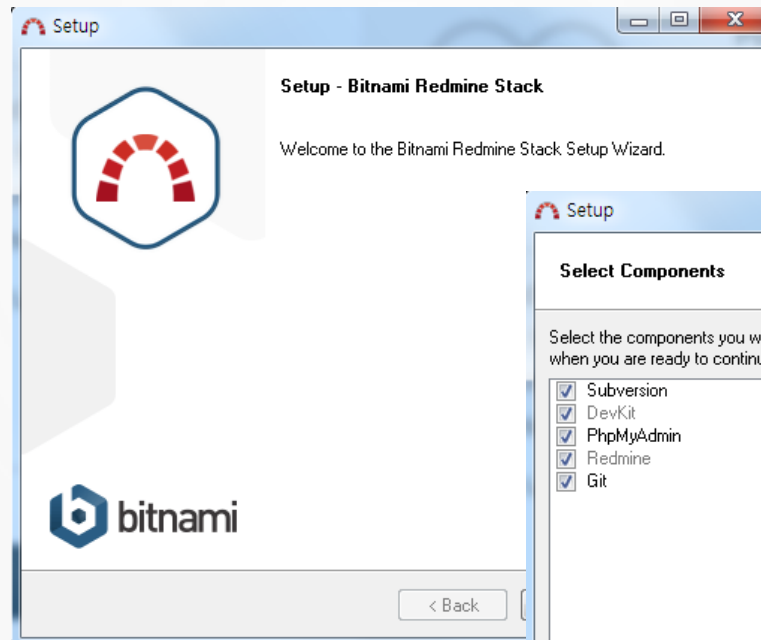 Setup
Setup - Bitnami Redmine Stack
Welcome to the Bitnami Redmine Stack Setup Wizard.
bitnami
< Back
Setup
Select Components
Select the components you
when you are ready to
Subversion
DevKit
PhpMyAdmin
Redmine
Git